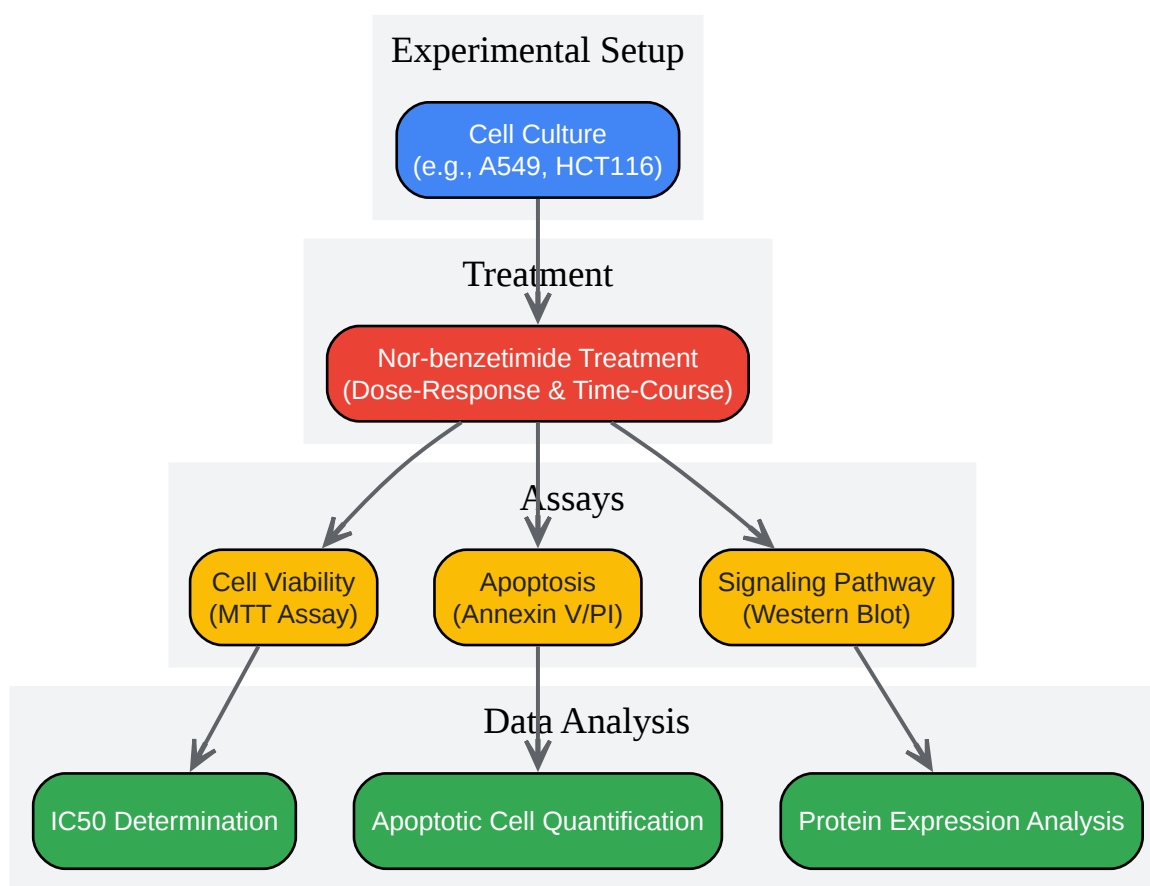 Experimental Setup
Cell Culture
(e.g., A549, HCT116)
Treatment
Nor-benzetimide Treatment
(Dose-Response & Time-Course)
Assays
Cell Viability
(MTT Assay)
Apoptosis
(Annexin V/PI)
Signaling Pathway
(Western Blot)
Data Analysis
IC50 Determination
Apoptotic Cell Quantification
Protein Expression Analysis